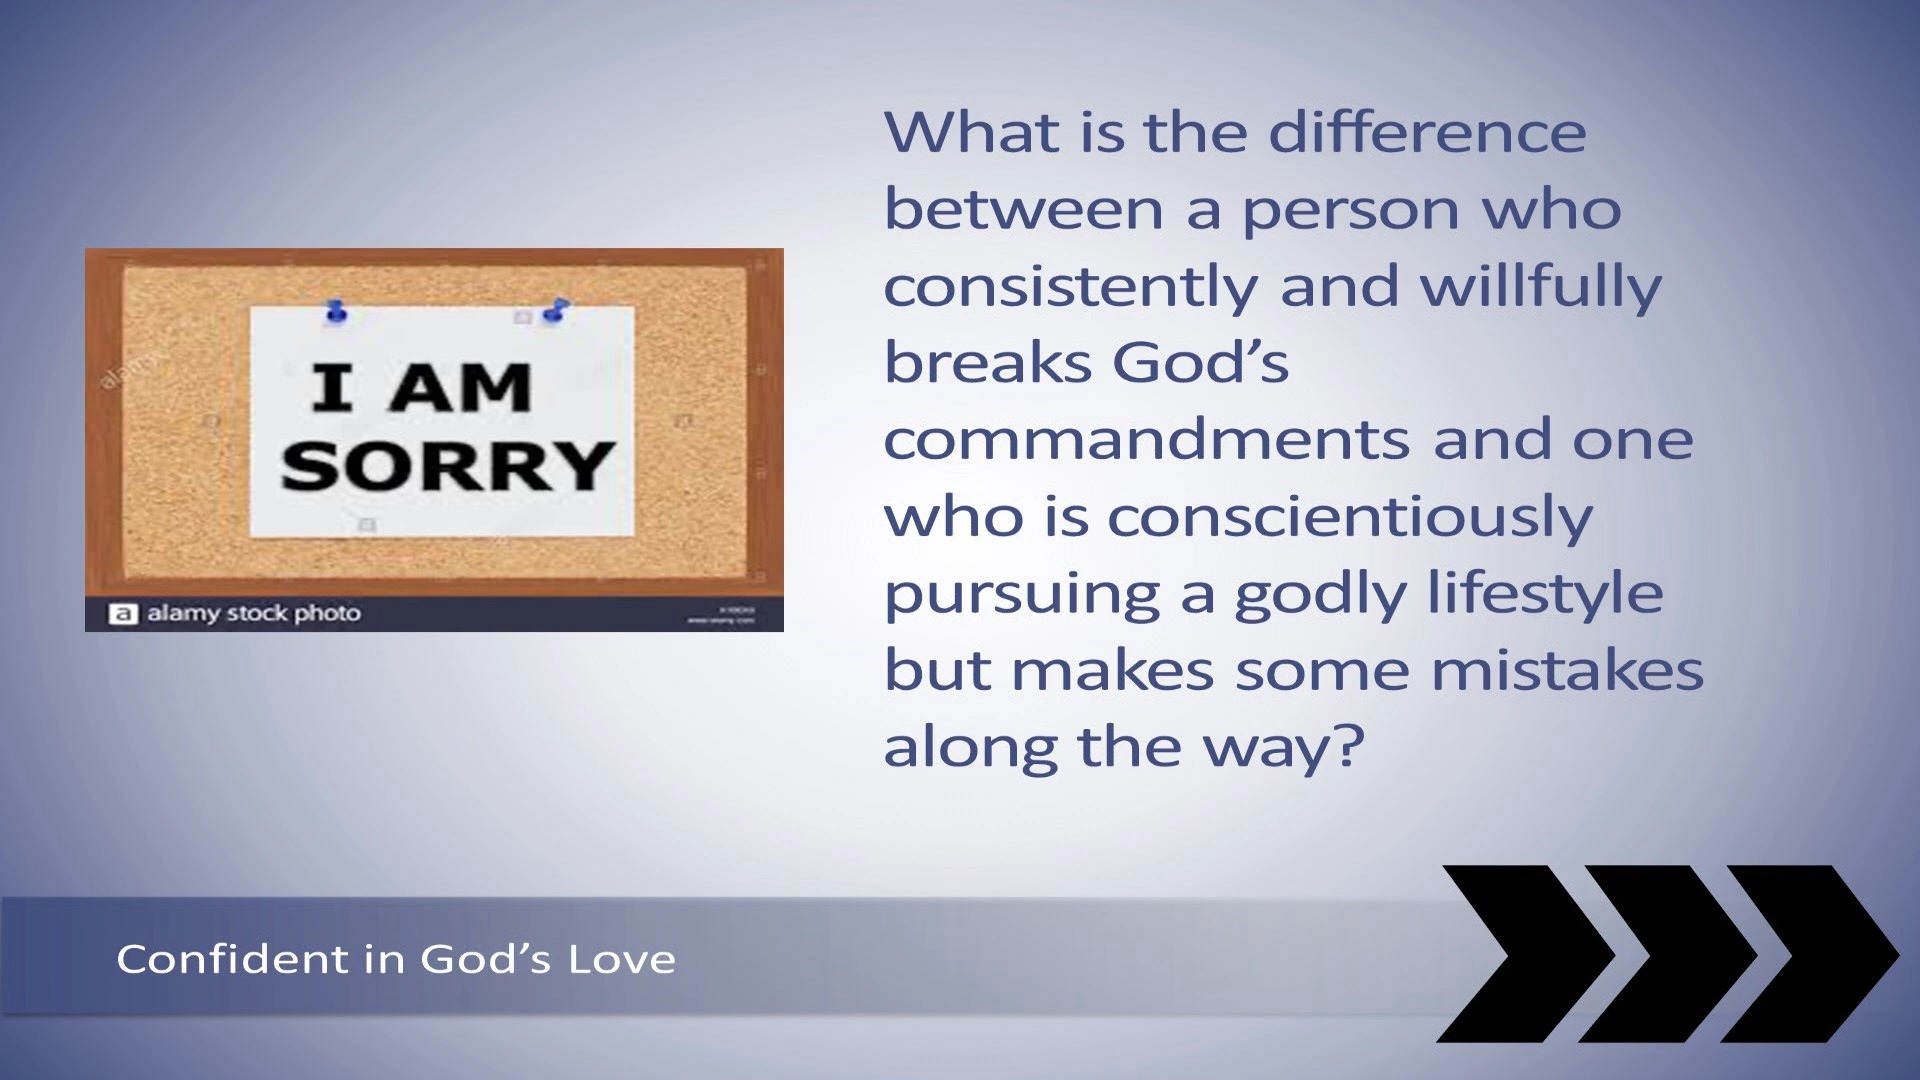 I AM
SORRY
alamy
a alamy stock photo
What is the difference
between a person who
consistently and willfully
breaks God’s
commandments and one
who is conscientiously
pursuing a godly lifestyle
but makes some mistakes
along the way?
Confident in God’s Love